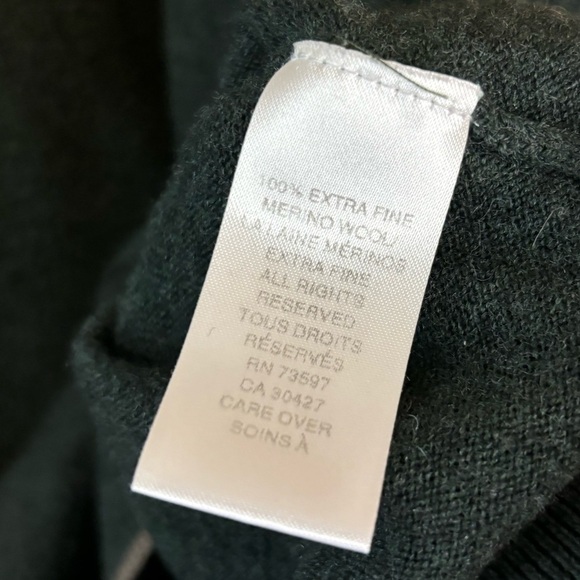 100% EXTRA FINE
MERINO WOOL/
LA LAINE MÉRINOS
EXTRA FINE
ALL RIGHTS
RESERVED
TOUS DROITS
RÉSERVÉS
RN 73597
CA 30427
CARE OVER
SOINS À